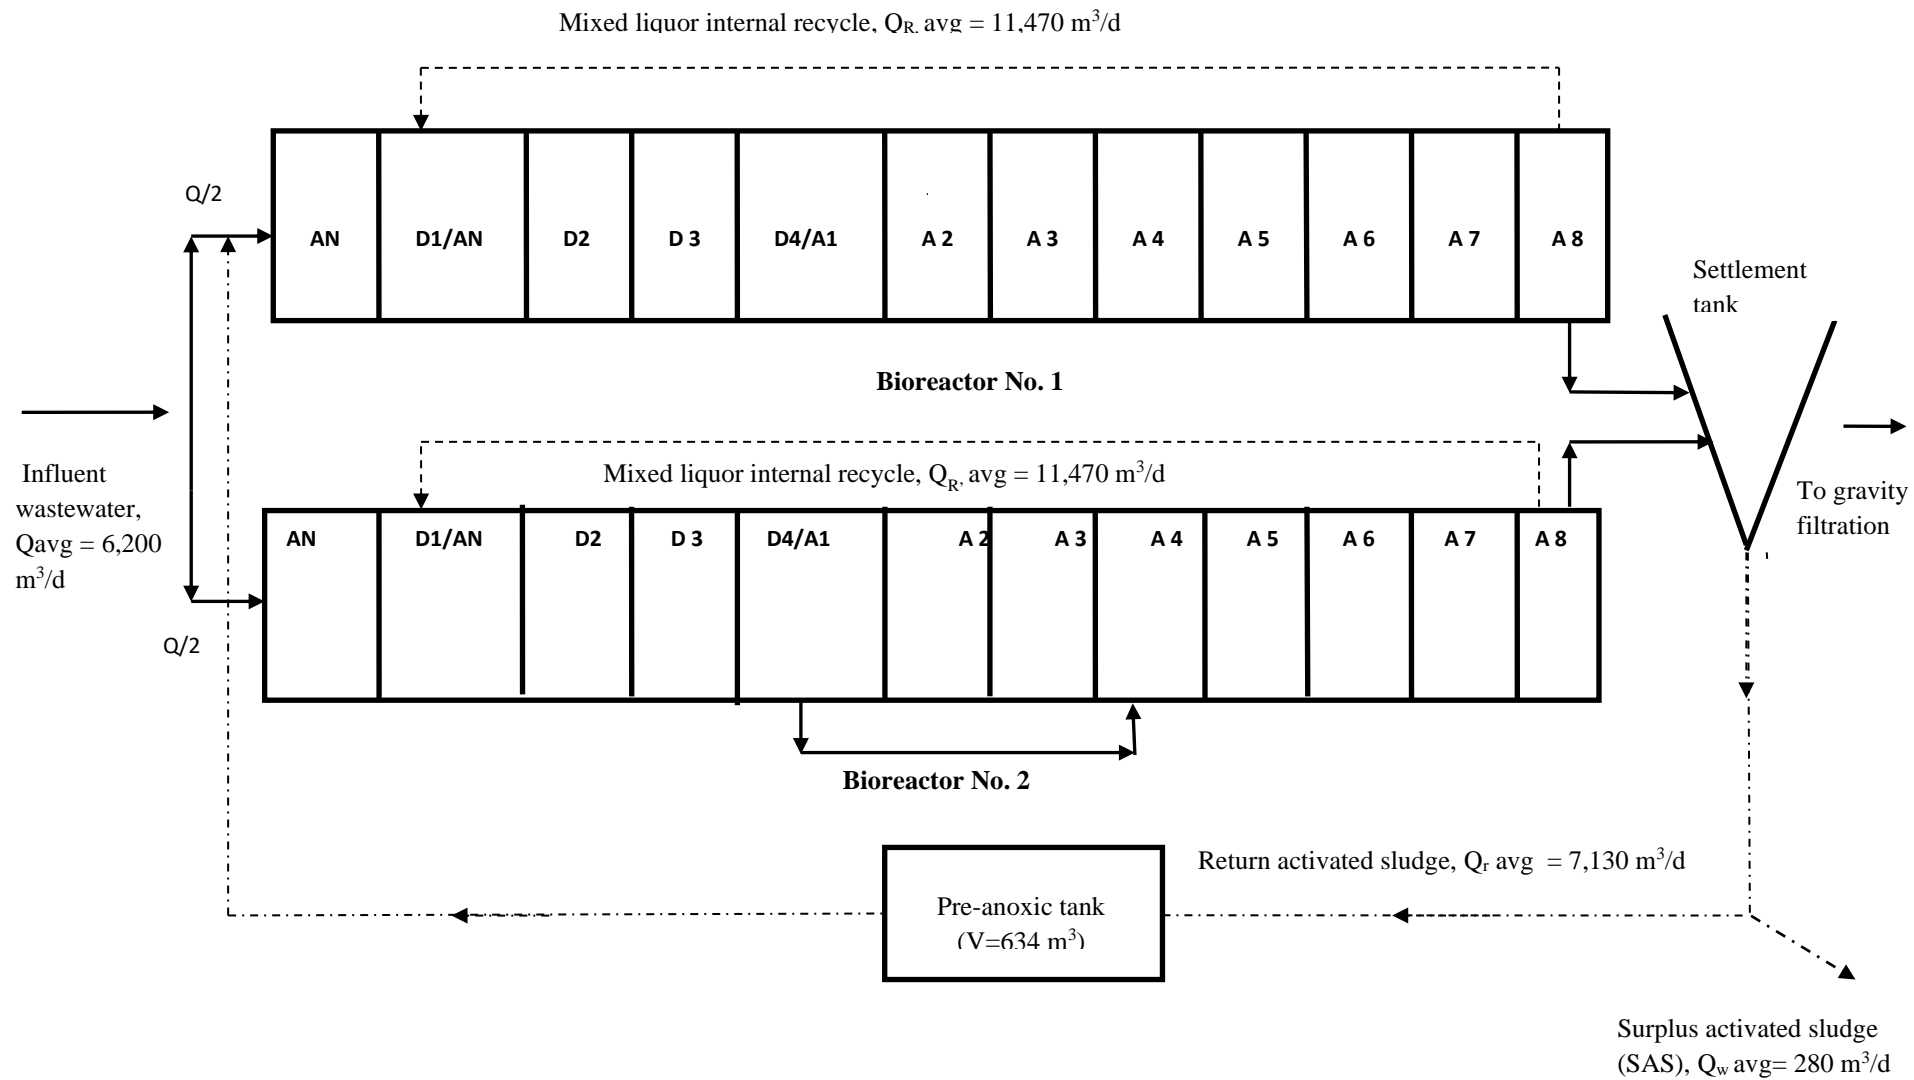 Mixed liquor internal recycle, QR, avg = 11,470 m³/d
Q/2
AN D1/AN D2 D 3 D4/A1 A 2 A 3 A 4 A 5 A 6 A 7 A 8
Settlement
tank
Bioreactor No. 1
Influent
wastewater,
Qavg = 6,200
m³/d
Mixed liquor internal recycle, QR, avg = 11,470 m³/d
To gravity
filtration
AN D1/AN D2 D 3 D4/A1 A 2 A 3 A 4 A 5 A 6 A 7 A 8
Q/2
Bioreactor No. 2
Return activated sludge, Qr avg = 7,130 m³/d
Pre-anoxic tank
(V=634 m³)
Surplus activated sludge
(SAS), Qw avg= 280 m³/d